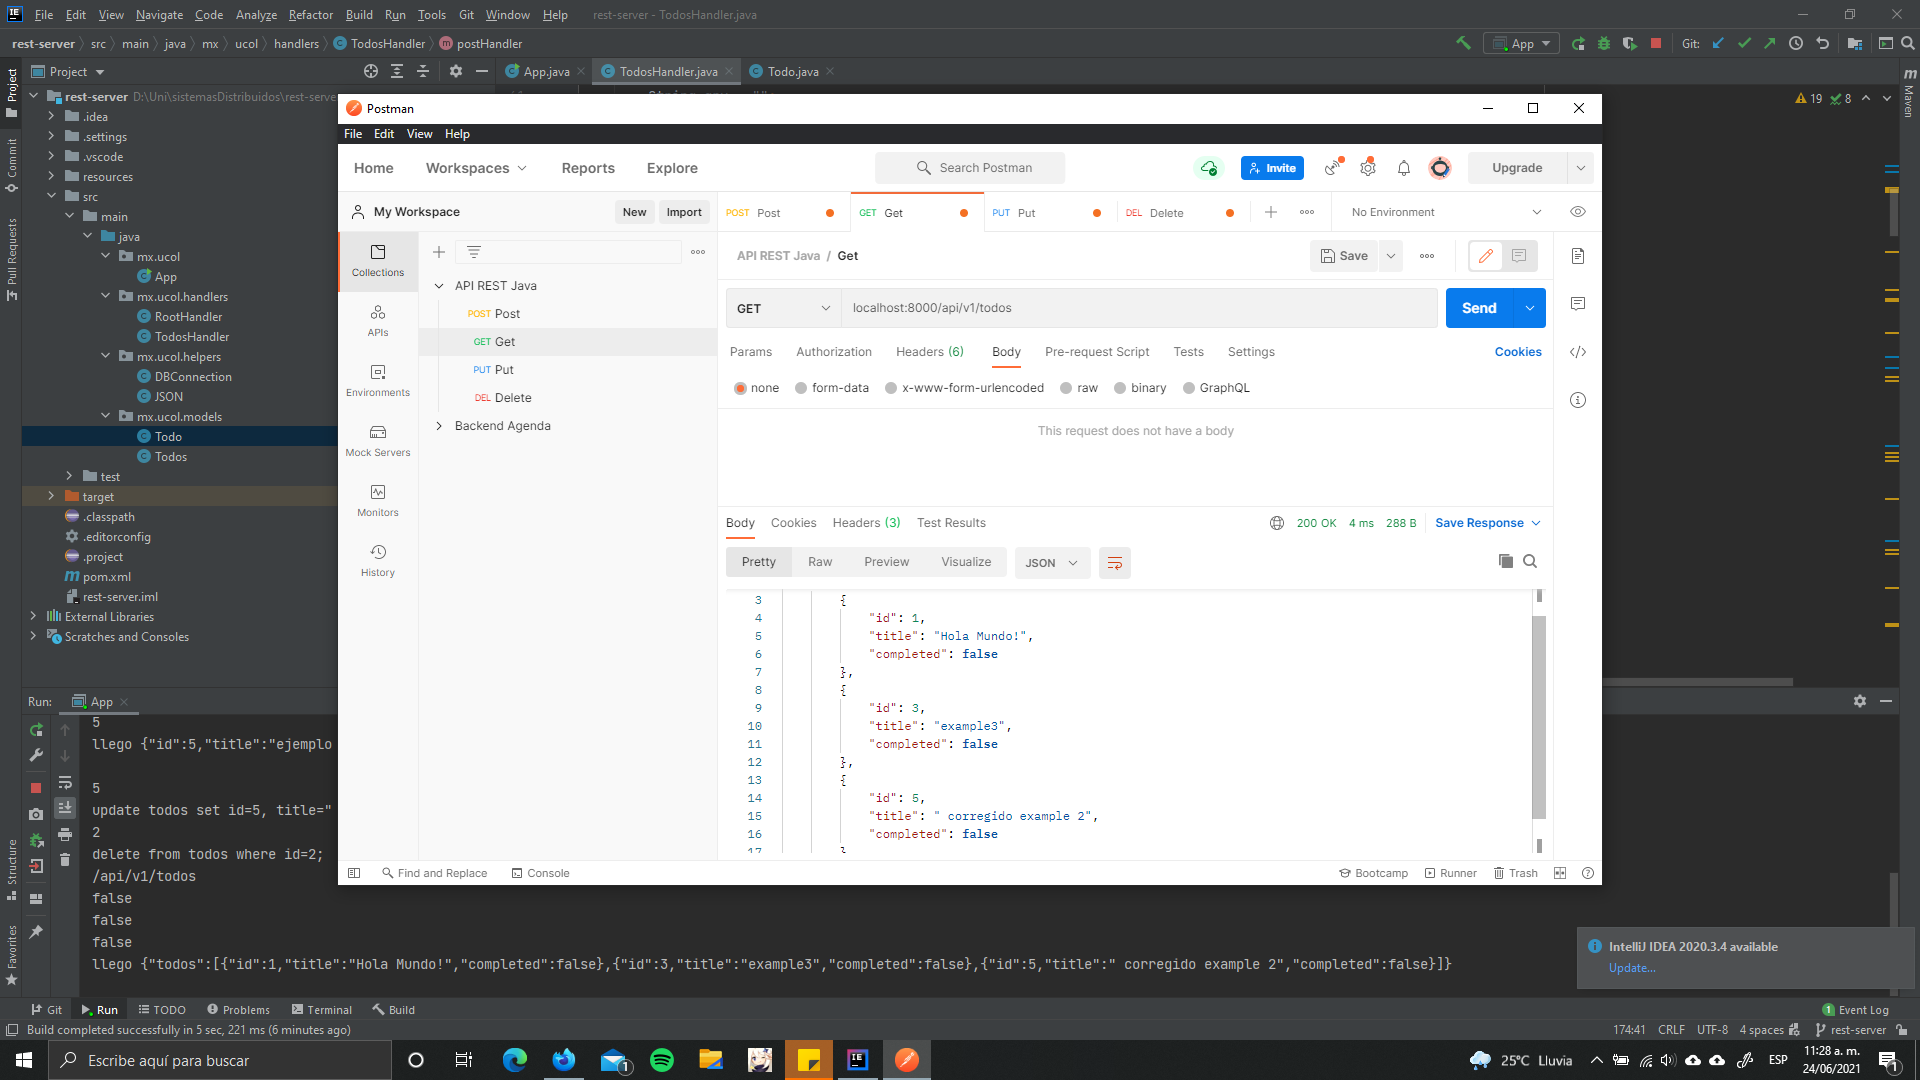 File Edit View Navigate Code Analyze Refactor Build Run Tools Git Window Help rest-server - TodosHandler.java
rest-server src main java mx ucol handlers TodosHandler postHandler App Git:
Project App.java TodosHandler.java Todo.java
rest-server D:\Uni\sistemasDistribuidos\rest-serve
.idea
.settings
.vscode
resources
src
main
java
mx.ucol
App
mx.ucol.handlers
RootHandler
TodosHandler
mx.ucol.helpers
DBConnection
JSON
mx.ucol.models
Todo
Todos
test
target
.classpath
.editorconfig
.project
pom.xml
rest-server.iml
External Libraries
Scratches and Consoles
Project
Commit
Pull Requests
Structure
Favorites
19 8
Maven
Postman
File Edit View Help
Home Workspaces Reports Explore Search Postman Invite Upgrade
My Workspace New Import
POST Post GET Get PUT Put DEL Delete No Environment
Collections
APIs
Environments
Mock Servers
Monitors
History
API REST Java
POST Post
GET Get
PUT Put
DEL Delete
Backend Agenda
API REST Java / Get Save
GET localhost:8000/api/v1/todos Send
Params Authorization Headers (6) Body Pre-request Script Tests Settings Cookies
none form-data x-www-form-urlencoded raw binary GraphQL
This request does not have a body
Body Cookies Headers (3) Test Results 200 OK 4 ms 288 B Save Response
Pretty Raw Preview Visualize JSON
3 {
4 "id": 1,
5 "title": "Hola Mundo!",
6 "completed": false
7 },
8 {
9 "id": 3,
10 "title": "example3",
11 "completed": false
12 },
13 {
14 "id": 5,
15 "title": " corregido example 2",
16 "completed": false
17 }
Find and Replace Console Bootcamp Runner Trash
Run: App
5
llego {"id":5,"title":"ejemplo
5
update todos set id=5, title="
2
delete from todos where id=2;
/api/v1/todos
false
false
false
llego {"todos":[{"id":1,"title":"Hola Mundo!","completed":false},{"id":3,"title":"example3","completed":false},{"id":5,"title":" corregido example 2","completed":false}]}
IntelliJ IDEA 2020.3.4 available
Update...
Git Run TODO Problems Terminal Build 1 Event Log
Build completed successfully in 5 sec, 221 ms (6 minutes ago) 174:41 CRLF UTF-8 4 spaces rest-server
Escribe aquí para buscar 1 25°C Lluvia ESP 11:28 a. m. 1
24/06/2021